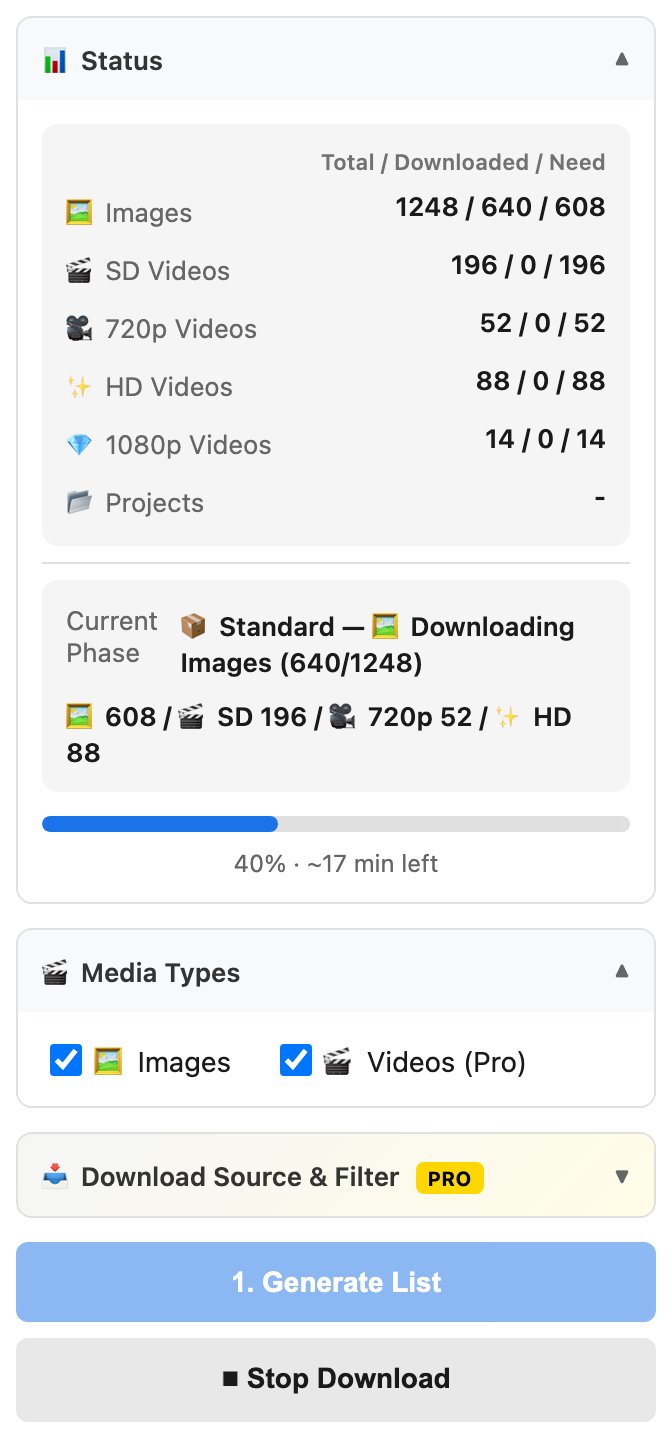 📊 Status ▲
Total / Downloaded / Need
🖼️ Images 1248 / 640 / 608
🎬 SD Videos 196 / 0 / 196
🎥 720p Videos 52 / 0 / 52
✨ HD Videos 88 / 0 / 88
💎 1080p Videos 14 / 0 / 14
📂 Projects -
Current Phase
📦 Standard — 🖼️ Downloading
Images (640/1248)
🖼️ 608 / 🎬 SD 196 / 🎥 720p 52 / ✨ HD
88
40% · ~17 min left
🎬 Media Types ▲
🖼️ Images 🎬 Videos (Pro)
📥 Download Source & Filter PRO ▼
1. Generate List
■ Stop Download